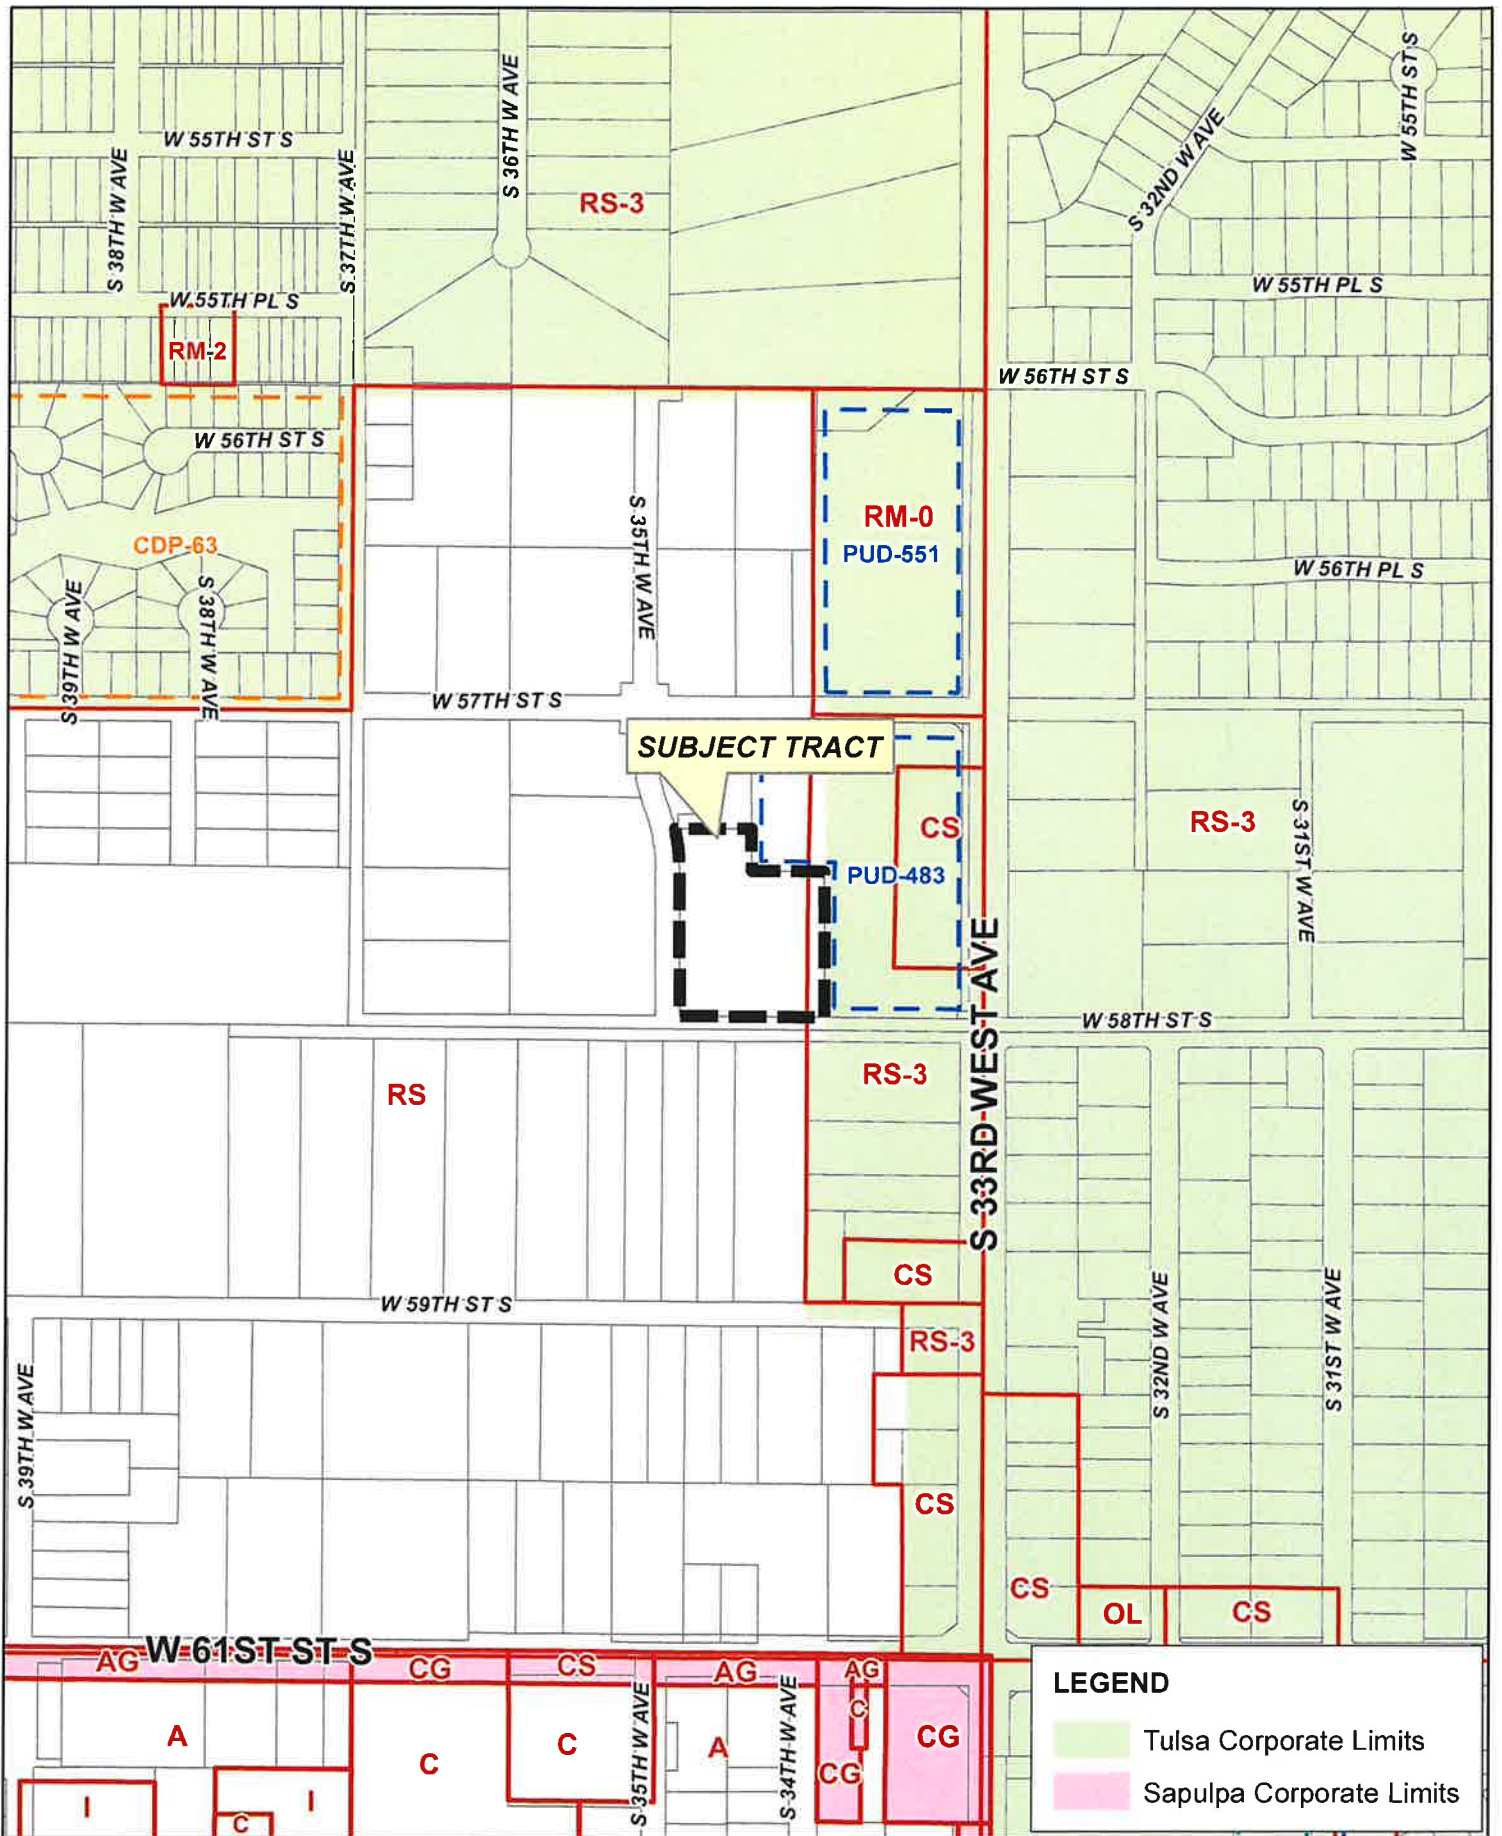 W 55TH ST S
S 38TH W AVE
S 37TH W AVE
S 36TH W AVE
RS-3
S 32ND W AVE
W 55TH ST S
W 55TH PL S
RM-2
W 55TH PL S
W 56TH ST S
W 56TH ST S
CDP-63
S 39TH W AVE
S 38TH W AVE
S 35TH W AVE
RM-0
PUD-551
W 56TH PL S
W 57TH ST S
SUBJECT TRACT
CS
PUD-483
RS-3
S 31ST W AVE
S 33RD WEST AVE
W 58TH ST S
RS
RS-3
CS
W 59TH ST S
RS-3
S 39TH W AVE
S 32ND W AVE
S 31ST W AVE
CS
CS
OL
CS
W 61ST ST S
AG
CG
CS
AG
AG
A
C
C
S 35TH W AVE
A
S 34TH W AVE
C
CG
CG
I
I
C
LEGEND
Tulsa Corporate Limits
Sapulpa Corporate Limits